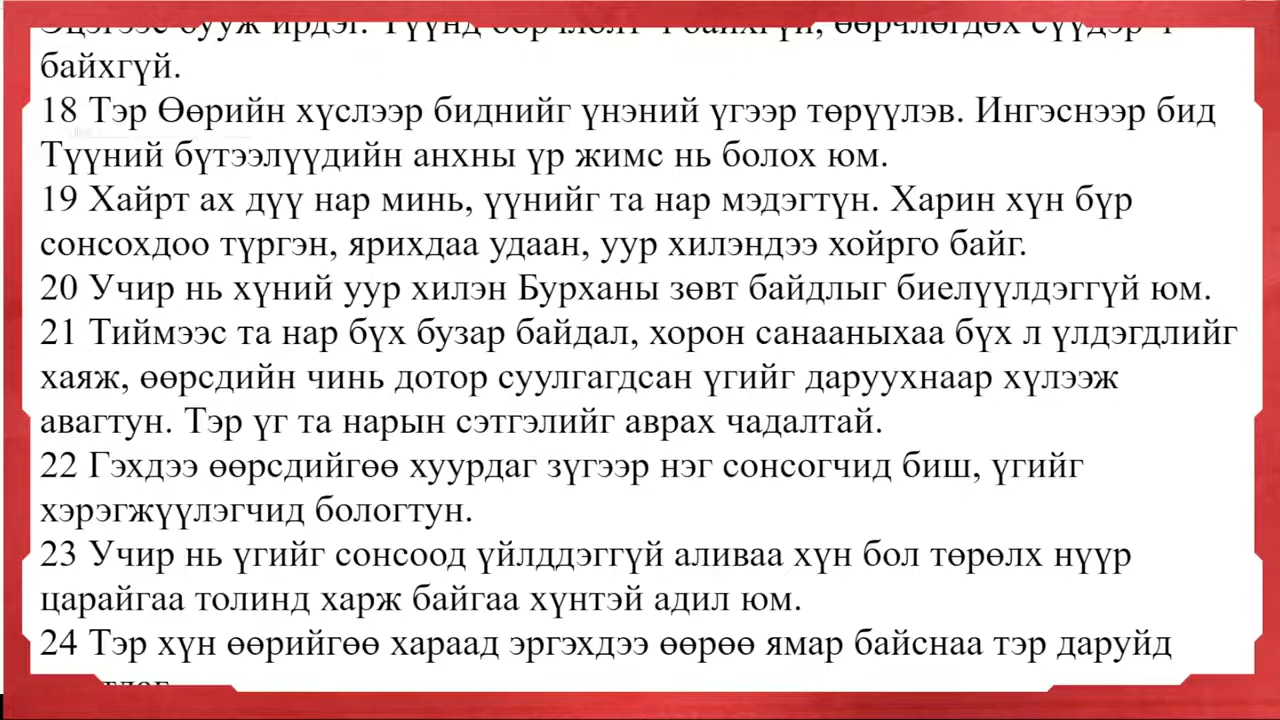 байхгүй.
18 Тэр Өөрийн хүслээр биднийг үнэний үгээр төрүүлэв. Ингэснээр бид
Түүний бүтээлүүдийн анхны үр жимс нь болох юм.
19 Хайрт ах дүү нар минь, үүнийг та нар мэдэгтүн. Харин хүн бүр
сонсохдоо түргэн, ярихдаа удаан, уур хилэндээ хойрго байг.
20 Учир нь хүний уур хилэн Бурханы зөвт байдлыг биелүүлдэггүй юм.
21 Тиймээс та нар бүх бузар байдал, хорон санааныхаа бүх л үлдэгдлийг
хаяж, өөрсдийн чинь дотор суулгагдсан үгийг даруухнаар хүлээж
авагтун. Тэр үг та нарын сэтгэлийг аврах чадалтай.
22 Гэхдээ өөрсдийгөө хуурдаг зүгээр нэг сонсогчид биш, үгийг
хэрэгжүүлэгчид бологтун.
23 Учир нь үгийг сонсоод үйлддэггүй аливаа хүн бол төрөлх нүүр
царайгаа толинд харж байгаа хүнтэй адил юм.
24 Тэр хүн өөрийгөө хараад эргэхдээ өөрөө ямар байснаа тэр даруйд